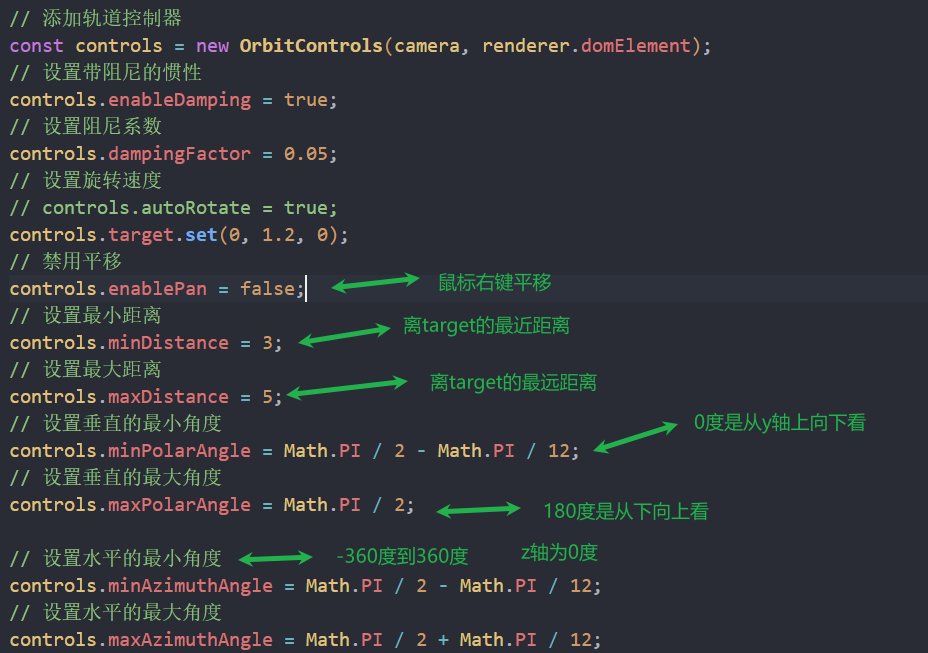 // 添加轨道控制器
const controls = new OrbitControls(camera, renderer.domElement);
// 设置带阻尼的惯性
controls.enableDamping = true;
// 设置阻尼系数
controls.dampingFactor = 0.05;
// 设置旋转速度
// controls.autoRotate = true;
controls.target.set(0, 1.2, 0);
// 禁用平移
controls.enablePan = false; 鼠标右键平移
// 设置最小距离 离target的最近距离
controls.minDistance = 3;
// 设置最大距离 离target的最远距离
controls.maxDistance = 5;
// 设置垂直的最小角度 0度是从y轴上向下看
controls.minPolarAngle = Math.PI / 2 - Math.PI / 12;
// 设置垂直的最大角度
controls.maxPolarAngle = Math.PI / 2; 180度是从下向上看
// 设置水平的最小角度 -360度到360度 z轴为0度
controls.minAzimuthAngle = Math.PI / 2 - Math.PI / 12;
// 设置水平的最大角度
controls.maxAzimuthAngle = Math.PI / 2 + Math.PI / 12;